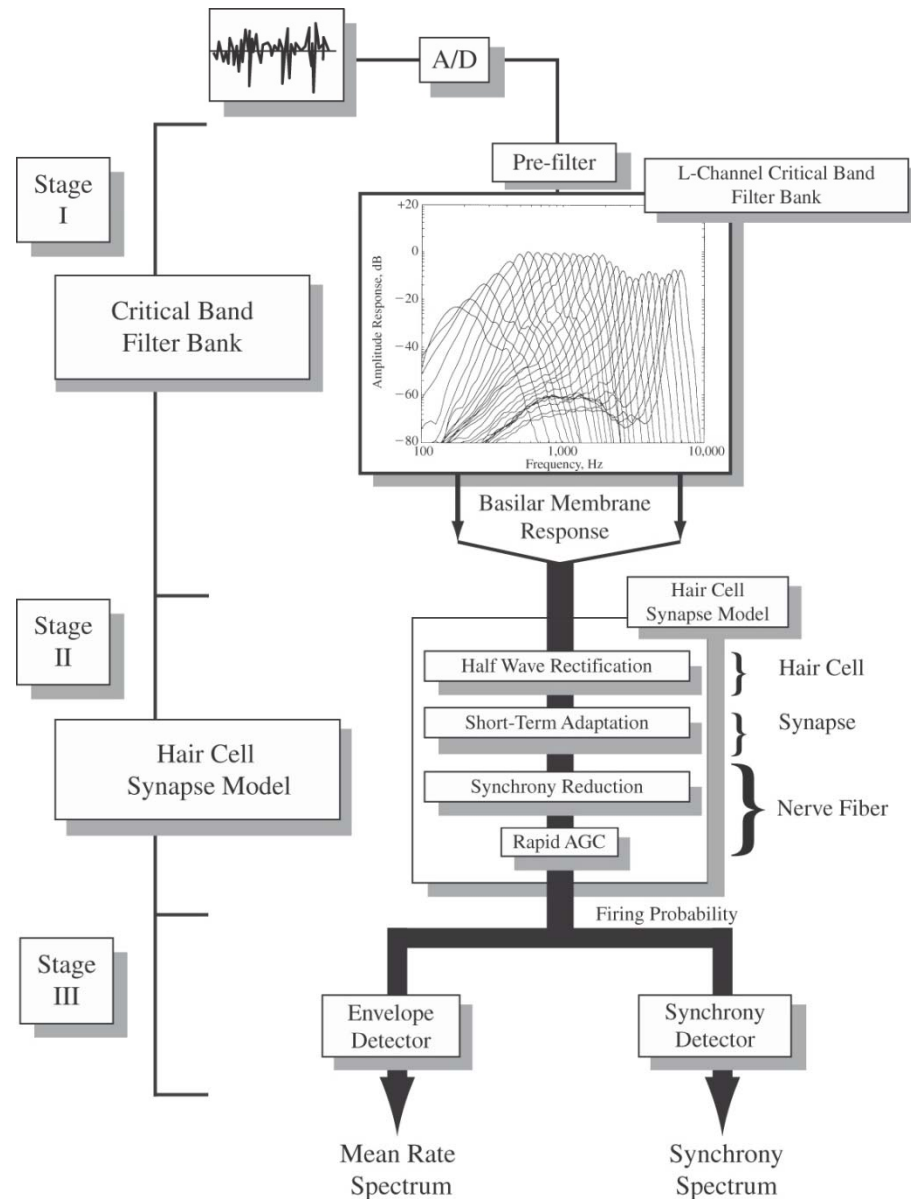 A/D
Pre-filter
L-Channel Critical Band
Filter Bank
Stage
I
Critical Band
Filter Bank
+20
0
−20
−40
−60
−80
Amplitude Response, dB
100
1,000
10,000
Frequency, Hz
Basilar Membrane
Response
Stage
II
Hair Cell
Synapse Model
Hair Cell
Synapse Model
Half Wave Rectification
} Hair Cell
Short-Term Adaptation
} Synapse
Synchrony Reduction
} Nerve Fiber
Rapid AGC
Firing Probability
Stage
III
Envelope
Detector
Synchrony
Detector
Mean Rate
Spectrum
Synchrony
Spectrum